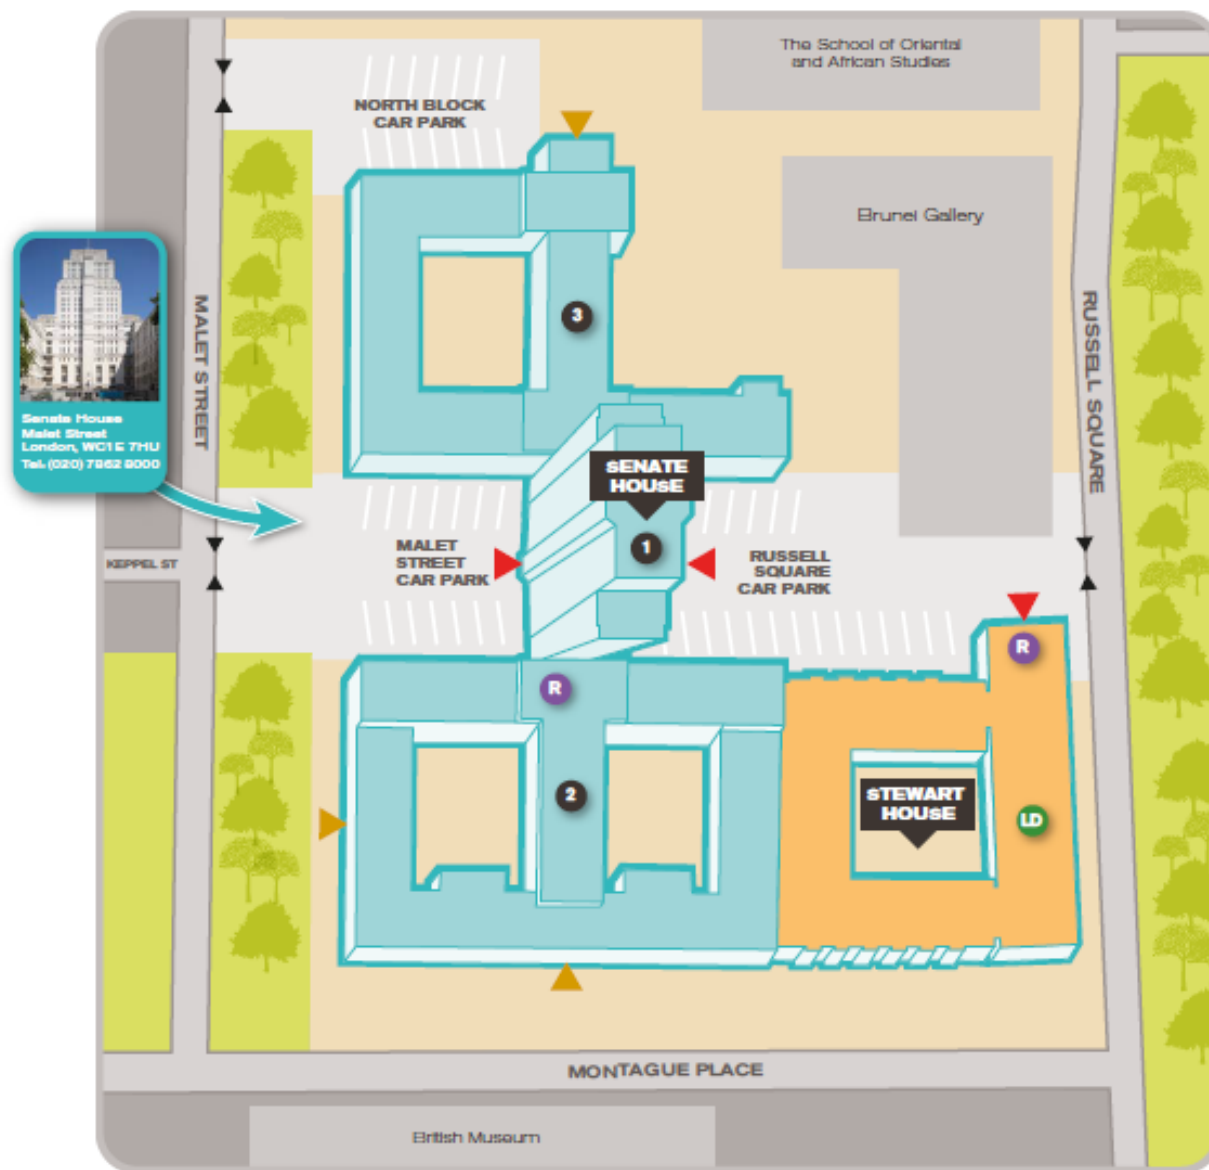 The School of Oriental
and African Studies
NORTH BLOCK
CAR PARK
Brunei Gallery
MALET STREET
RUSSELL SQUARE
3
Senate House
Malet Street
London, WC1E 7HU
Tel: (020) 7862 8000
SENATE
HOUSE
1
MALET
STREET
CAR PARK
RUSSELL
SQUARE
CAR PARK
KEPPEL ST
R
R
2
STEWART
HOUSE
LD
MONTAGUE PLACE
British Museum